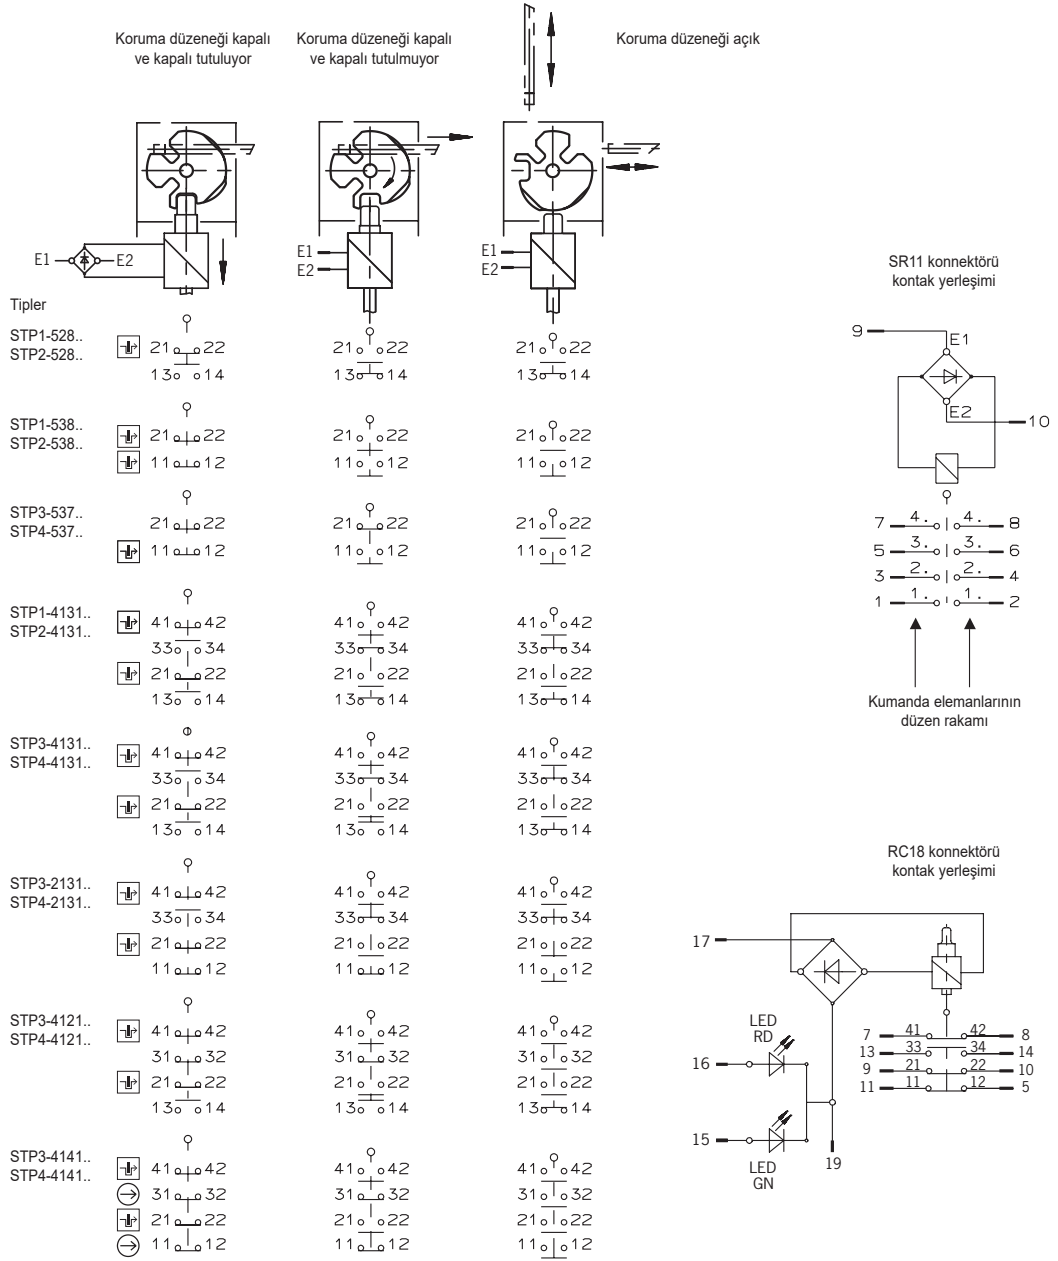 Koruma düzeneği kapalı
ve kapalı tutuluyor
Koruma düzeneği kapalı
ve kapalı tutulmuyor
Koruma düzeneği açık
E1 E2
E1
E2
E1
E2
Tipler
STP1-528..
STP2-528..
21 22 21 22 21 22
13 14 13 14 13 14
STP1-538..
STP2-538..
21 22 21 22 21 22
11 12 11 12 11 12
STP3-537..
STP4-537..
21 22 21 22 21 22
11 12 11 12 11 12
STP1-4131..
STP2-4131..
41 42 41 42 41 42
33 34 33 34 33 34
21 22 21 22 21 22
13 14 13 14 13 14
STP3-4131..
STP4-4131..
41 42 41 42 41 42
33 34 33 34 33 34
21 22 21 22 21 22
13 14 13 14 13 14
STP3-2131..
STP4-2131..
41 42 41 42 41 42
33 34 33 34 33 34
21 22 21 22 21 22
11 12 11 12 11 12
STP3-4121..
STP4-4121..
41 42 41 42 41 42
31 32 31 32 31 32
21 22 21 22 21 22
13 14 13 14 13 14
STP3-4141..
STP4-4141..
41 42 41 42 41 42
31 32 31 32 31 32
21 22 21 22 21 22
11 12 11 12 11 12
SR11 konnektörü
kontak yerleşimi
9
E1
E2
10
7 4. 4. 8
5 3. 3. 6
3 2. 2. 4
1 1. 1. 2
Kumanda elemanlarının
düzen rakamı
RC18 konnektörü
kontak yerleşimi
17
LED
RD
16
15
LED
GN
19
7 41 42 8
13 33 34 14
9 21 22 10
11 11 12 5